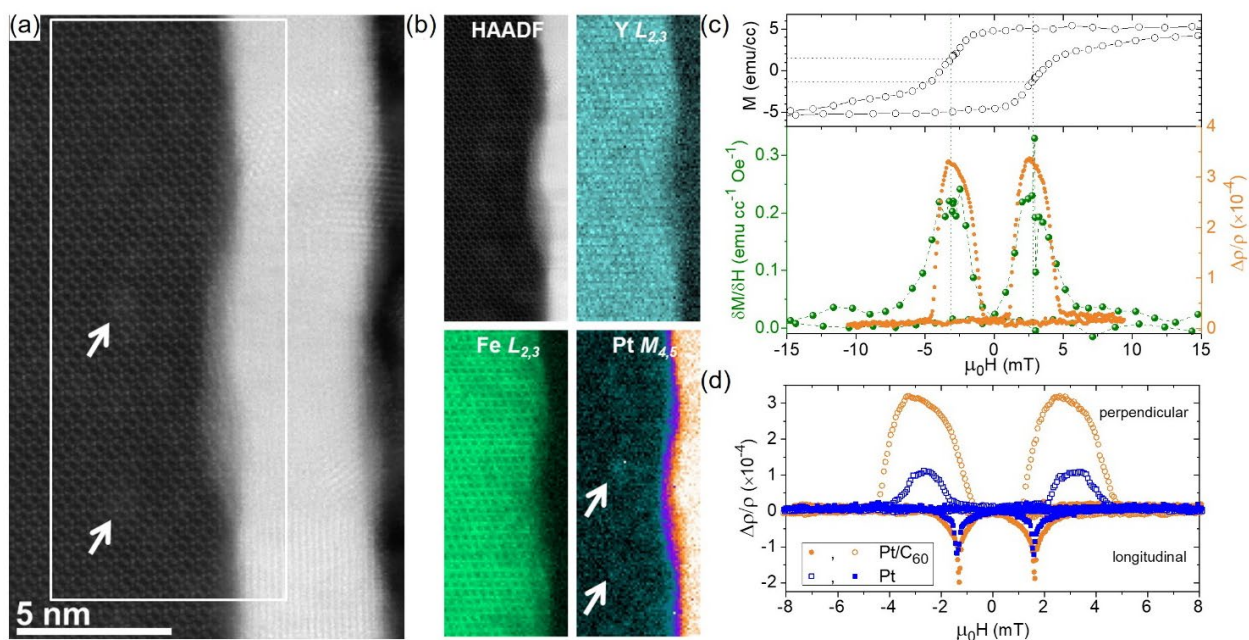 (a)
5 nm
(b)
HAADF
Y L2,3
Fe L2,3
Pt M4,5
(c)
M (emu/cc)
5
0
-5
δM/δH (emu cc⁻¹ Oe⁻¹)
0.3
0.2
0.1
0.0
4
3
2
1
0
Δρ/ρ (×10⁻⁴)
-15 -10 -5 0 5 10 15
μ₀H (mT)
(d)
Δρ/ρ (×10⁻⁴)
3
2
1
0
-1
-2
perpendicular
longitudinal
, Pt/C₆₀
, Pt
-8 -6 -4 -2 0 2 4 6 8
μ₀H (mT)